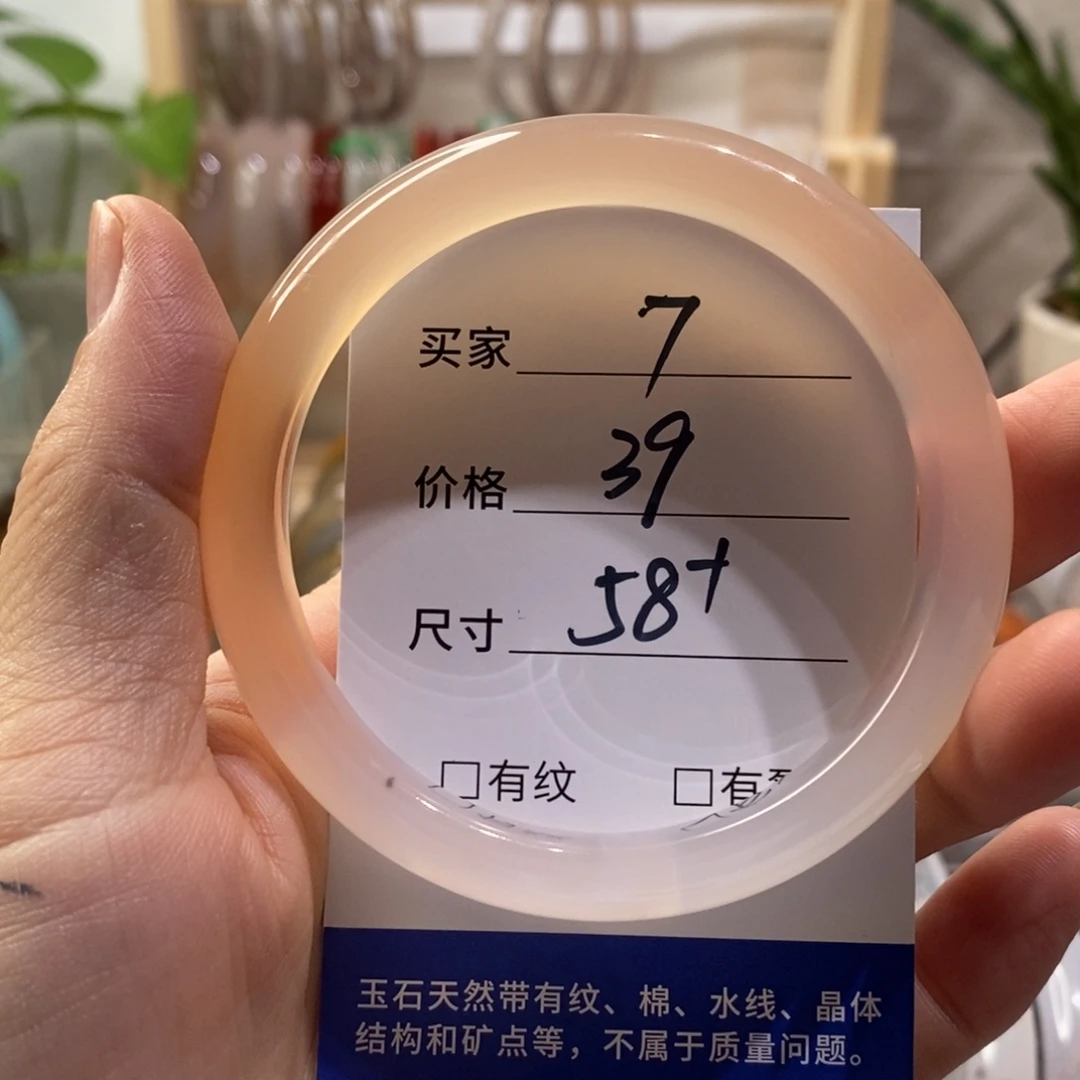 买家 7
价格 39
尺寸 58+
□有纹 □有
玉石天然带有纹、棉、水线、晶体
结构和矿点等，不属于质量问题。